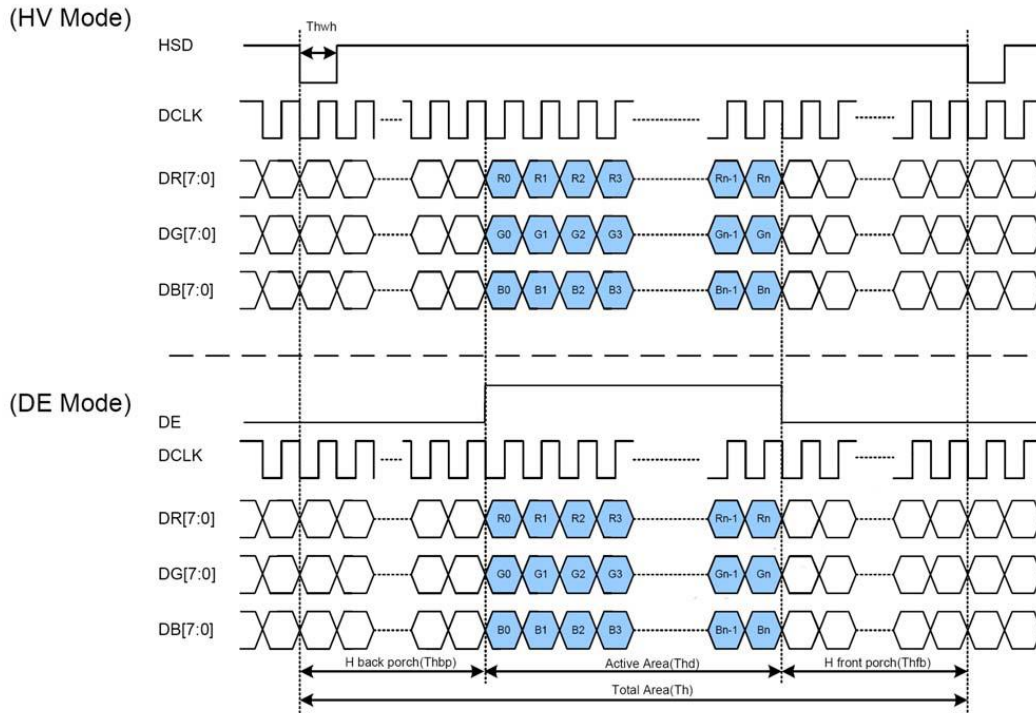 (HV Mode)
Thwh
HSD
DCLK
DR[7:0] R0 R1 R2 R3 Rn-1 Rn
DG[7:0] G0 G1 G2 G3 Gn-1 Gn
DB[7:0] B0 B1 B2 B3 Bn-1 Bn
(DE Mode)
DE
DCLK
DR[7:0] R0 R1 R2 R3 Rn-1 Rn
DG[7:0] G0 G1 G2 G3 Gn-1 Gn
DB[7:0] B0 B1 B2 B3 Bn-1 Bn
H back porch(Thbp) Active Area(Thd) H front porch(Thfb)
Total Area(Th)